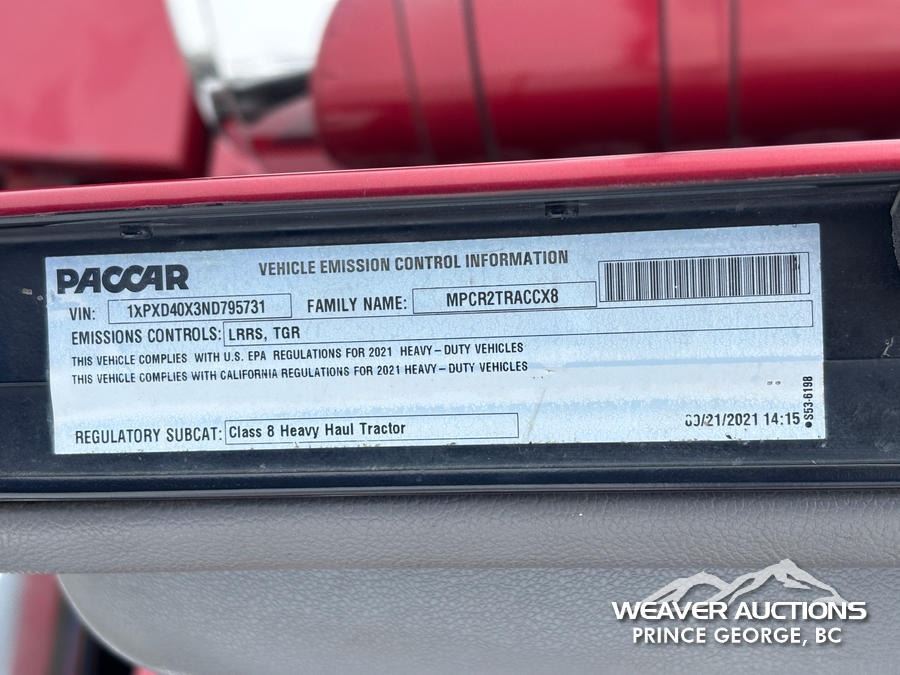 PACCAR
VEHICLE EMISSION CONTROL INFORMATION
VIN: 1XPXD40X3ND795731 FAMILY NAME: MPCR2TRACCX8
EMISSIONS CONTROLS: LRRS, TGR
THIS VEHICLE COMPLIES WITH U.S. EPA REGULATIONS FOR 2021 HEAVY-DUTY VEHICLES
THIS VEHICLE COMPLIES WITH CALIFORNIA REGULATIONS FOR 2021 HEAVY-DUTY VEHICLES
REGULATORY SUBCAT: Class 8 Heavy Haul Tractor
14:15
S53-6198
WEAVER AUCTIONS
PRINCE GEORGE, BC